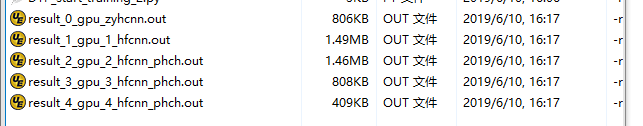 result_0_gpu_zyhcnn.out 806KB OUT 文件 2019/6/10, 16:17 -r
result_1_gpu_1_hfcnn.out 1.49MB OUT 文件 2019/6/10, 16:17 -r
result_2_gpu_2_hfcnn_phch.out 1.46MB OUT 文件 2019/6/10, 16:17 -r
result_3_gpu_3_hfcnn_phch.out 808KB OUT 文件 2019/6/10, 16:17 -r
result_4_gpu_4_hfcnn_phch.out 409KB OUT 文件 2019/6/10, 16:17 -r